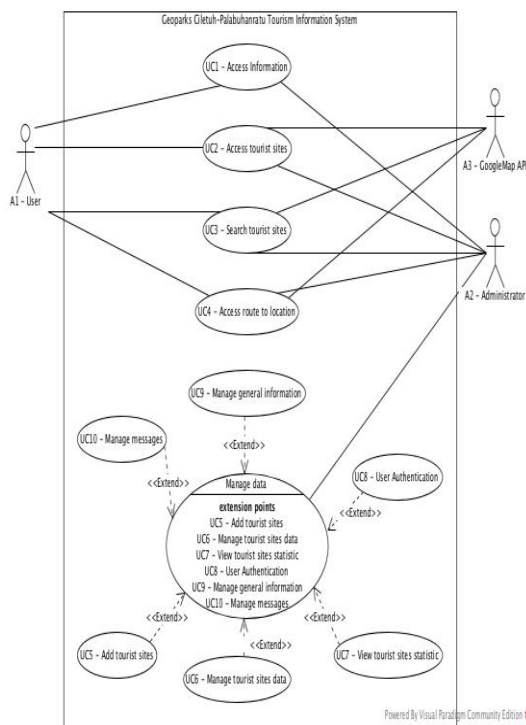 Geoparks Ciletuh-Palabuhanratu Tourism Information System
UC1 - Access Information
UC2 - Access tourist sites
A1 - User
A3 - GoogleMap API
UC3 - Search tourist sites
A2 - Administrator
UC4 - Access route to location
UC9 - Manage general information
UC10 - Manage messages
<<Extend>>
UC8 - User Authentication
<<Extend>>
<<Extend>>
Manage data
extension points
UC5 - Add tourist sites
UC6 - Manage tourist sites data
UC7 - View tourist sites statistic
UC8 - User Authentication
UC9 - Manage general information
UC10 - Manage messages
<<Extend>>
<<Extend>>
<<Extend>>
UC5 - Add tourist sites
UC7 - View tourist sites statistic
UC6 - Manage tourist sites data
Powered By Visual Paradigm Community Edition